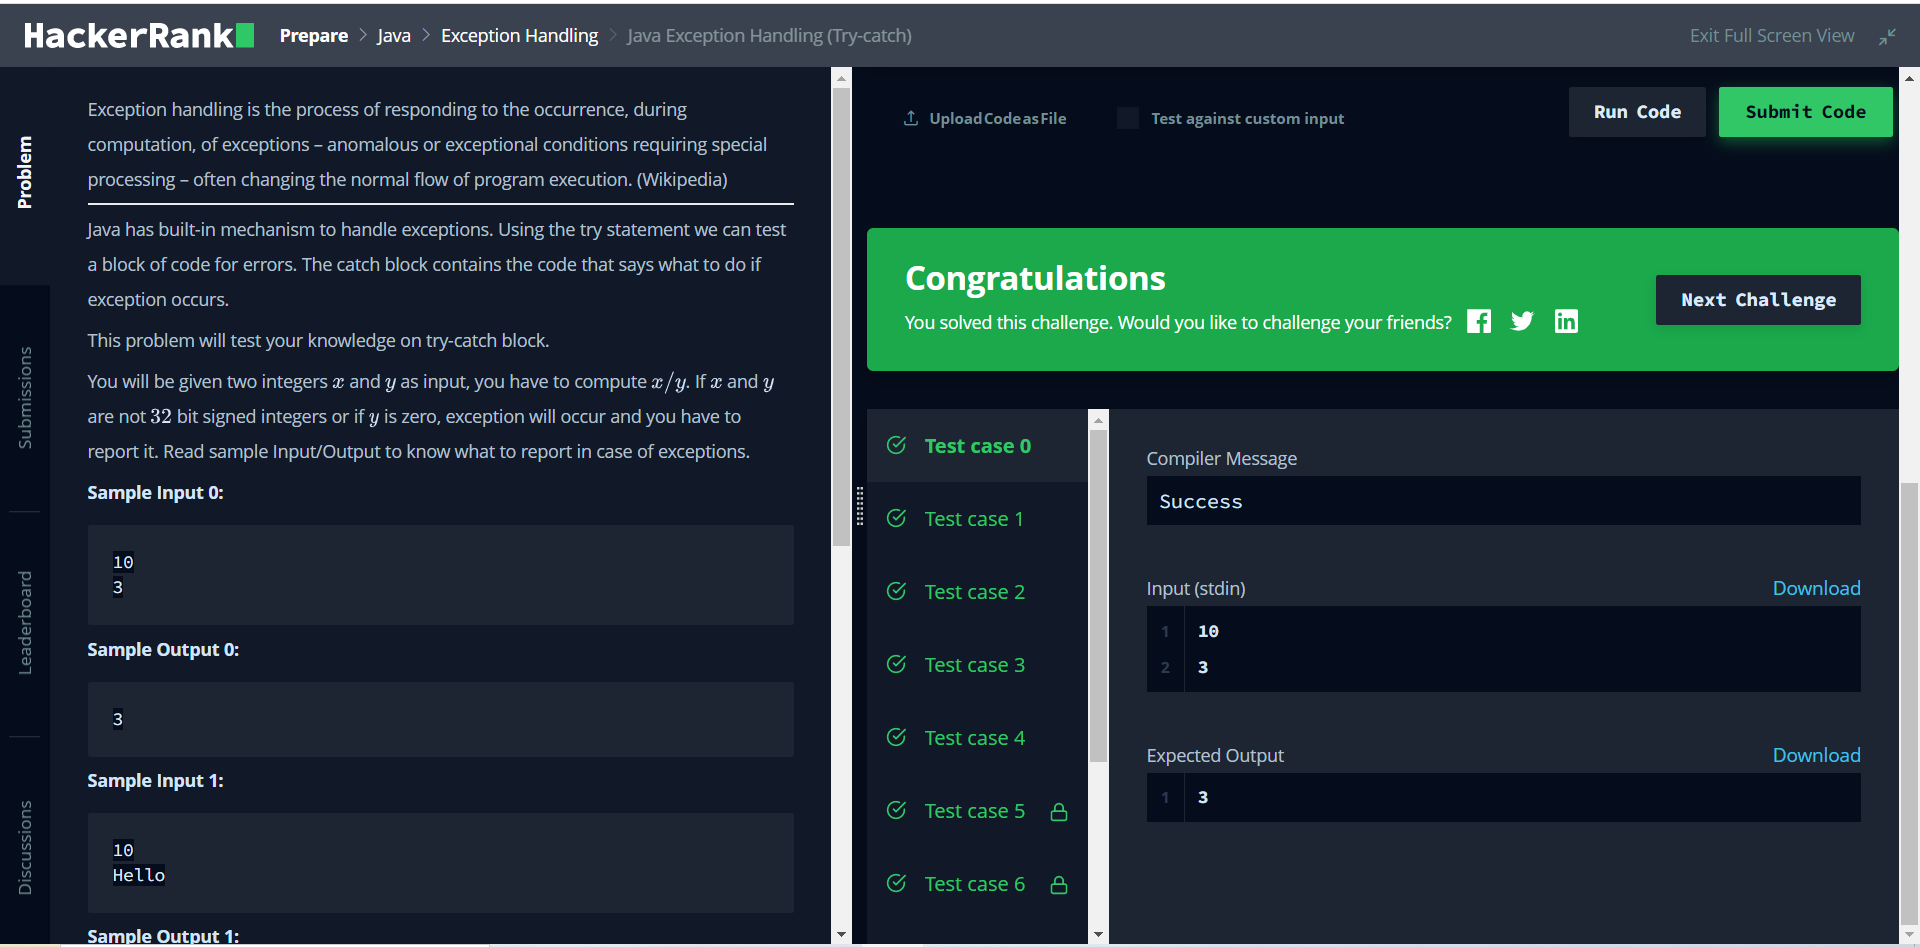 HackerRank
Prepare > Java > Exception Handling > Java Exception Handling (Try-catch)
Exit Full Screen View
Problem
Submissions
Leaderboard
Discussions
Exception handling is the process of responding to the occurrence, during
computation, of exceptions – anomalous or exceptional conditions requiring special
processing – often changing the normal flow of program execution. (Wikipedia)
Java has built-in mechanism to handle exceptions. Using the try statement we can test
a block of code for errors. The catch block contains the code that says what to do if
exception occurs.
This problem will test your knowledge on try-catch block.
You will be given two integers x and y as input, you have to compute x/y. If x and y
are not 32 bit signed integers or if y is zero, exception will occur and you have to
report it. Read sample Input/Output to know what to report in case of exceptions.
Sample Input 0:
10
3
Sample Output 0:
3
Sample Input 1:
10
Hello
Sample Output 1:
Upload Code as File
Test against custom input
Run Code
Submit Code
Congratulations
You solved this challenge. Would you like to challenge your friends?
Next Challenge
Test case 0
Test case 1
Test case 2
Test case 3
Test case 4
Test case 5
Test case 6
Compiler Message
Success
Input (stdin)
Download
1 10
2 3
Expected Output
Download
1 3